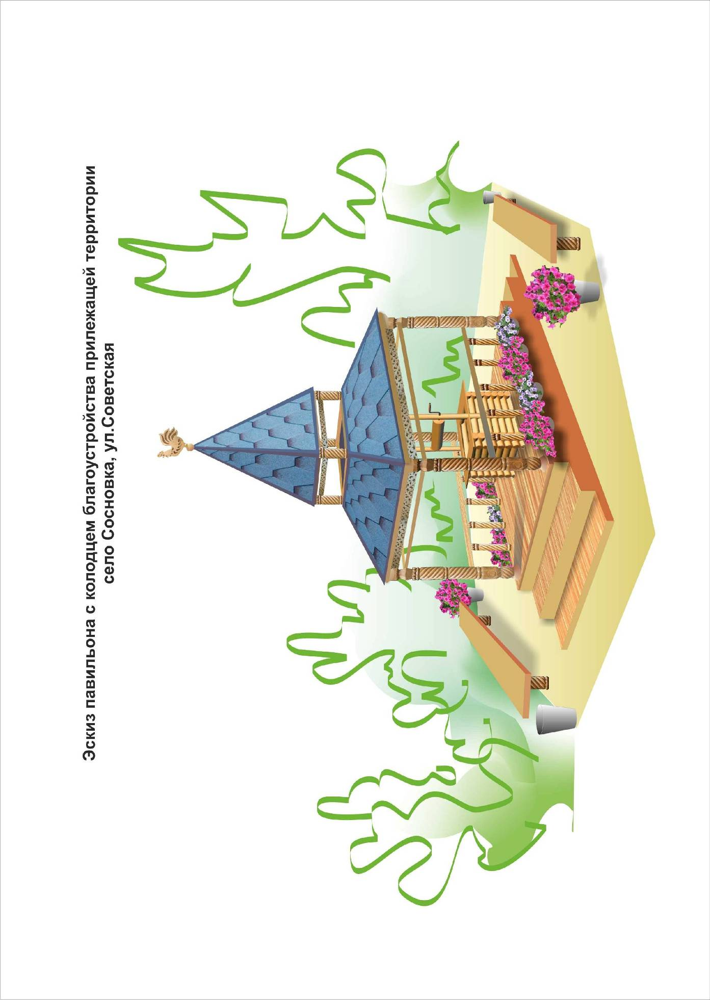 Эскиз павильона с колодцем благоустройства прилежащей территории
село Сосновка, ул.Советская